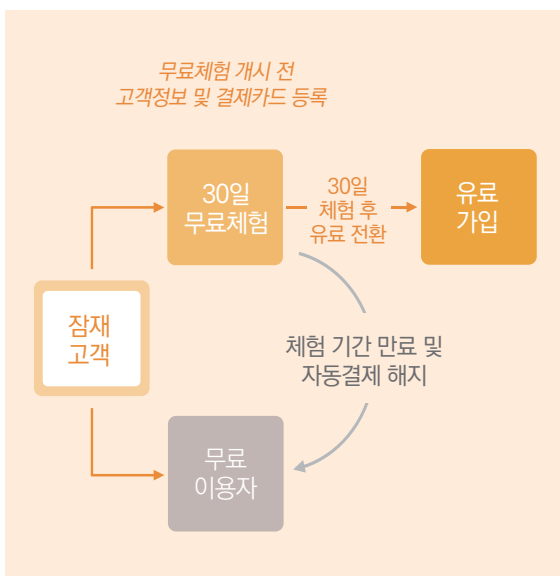 무료체험 개시 전
고객정보 및 결제카드 등록
30일
무료체험
30일
체험 후
유료 전환
유료
가입
잠재
고객
체험 기간 만료 및
자동결제 해지
무료
이용자